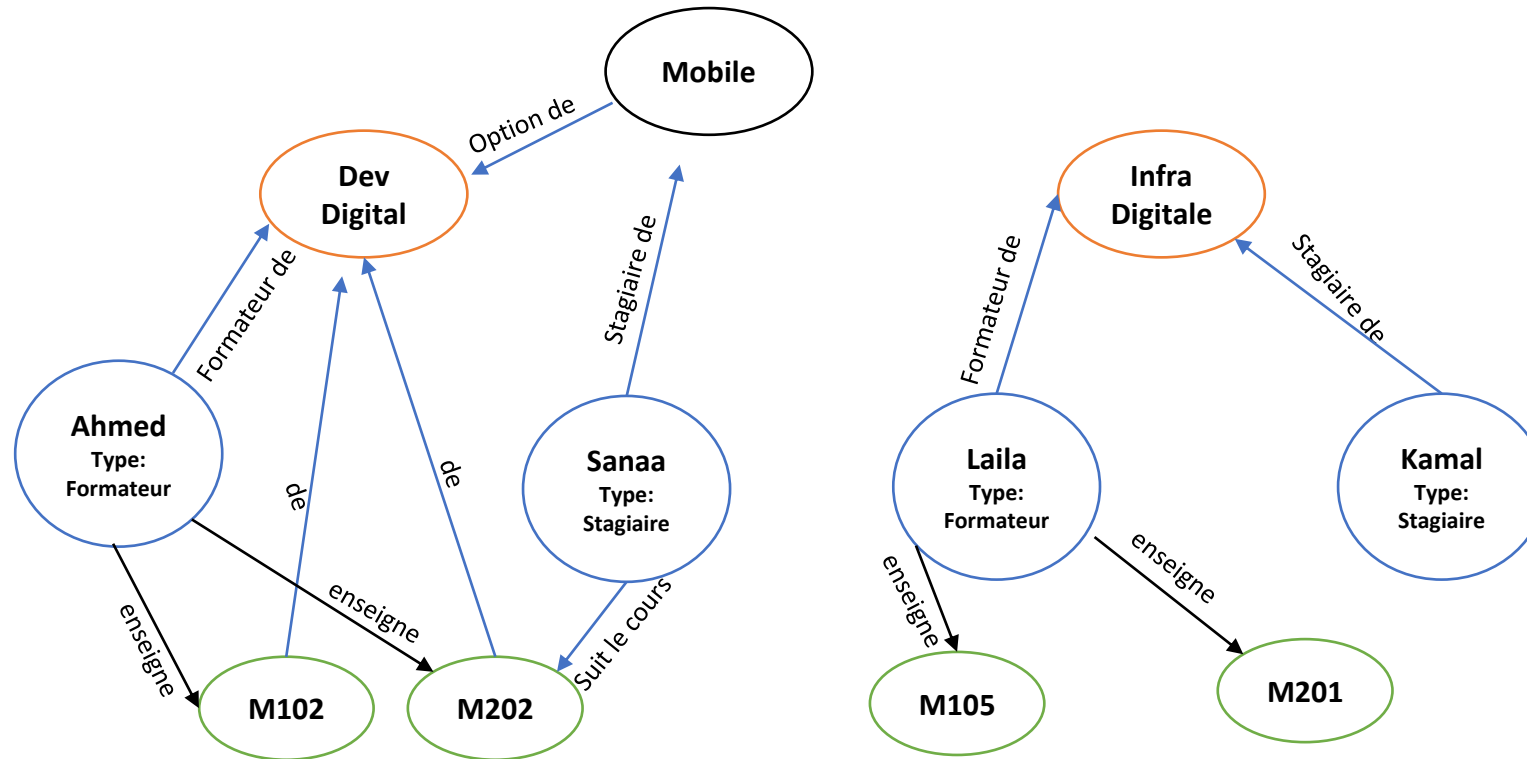 Mobile
Option de
Dev
Digital
Infra
Digitale
Formateur de
Stagiaire de
Formateur de
Stagiaire de
Ahmed
Type:
Formateur
Sanaa
Type:
Stagiaire
Laila
Type:
Formateur
Kamal
Type:
Stagiaire
de
de
enseigne
enseigne
Suit le cours
enseigne
enseigne
M102
M202
M105
M201